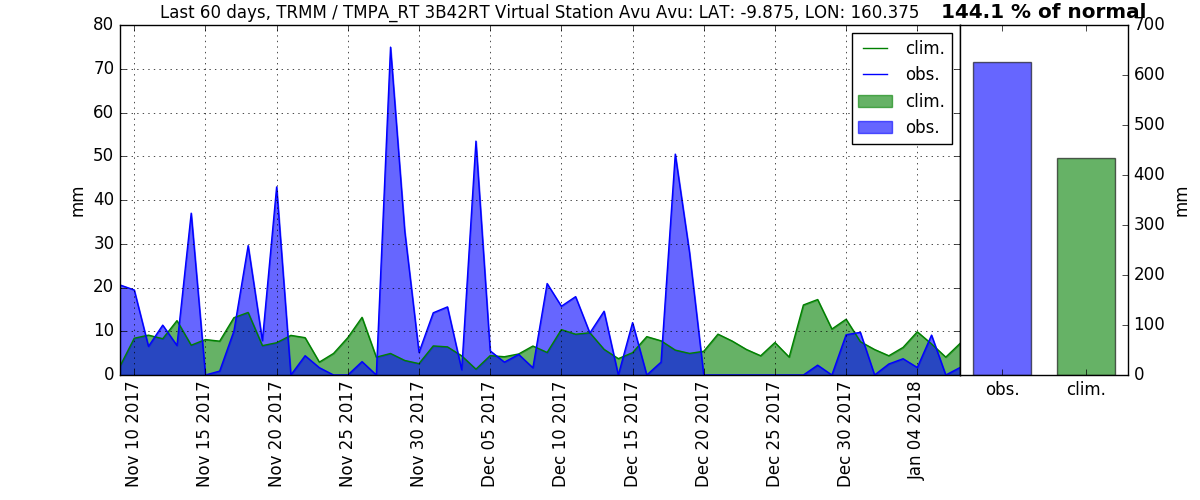 Last 60 days, TRMM / TMPA_RT 3B42RT Virtual Station Avu Avu: LAT: -9.875, LON: 160.375
144.1 % of normal
80
70
60
50
40
30
20
10
0
mm
clim.
obs.
clim.
obs.
Nov 10 2017
Nov 15 2017
Nov 20 2017
Nov 25 2017
Nov 30 2017
Dec 05 2017
Dec 10 2017
Dec 15 2017
Dec 20 2017
Dec 25 2017
Dec 30 2017
Jan 04 2018
700
600
500
400
300
200
100
0
mm
obs.
clim.